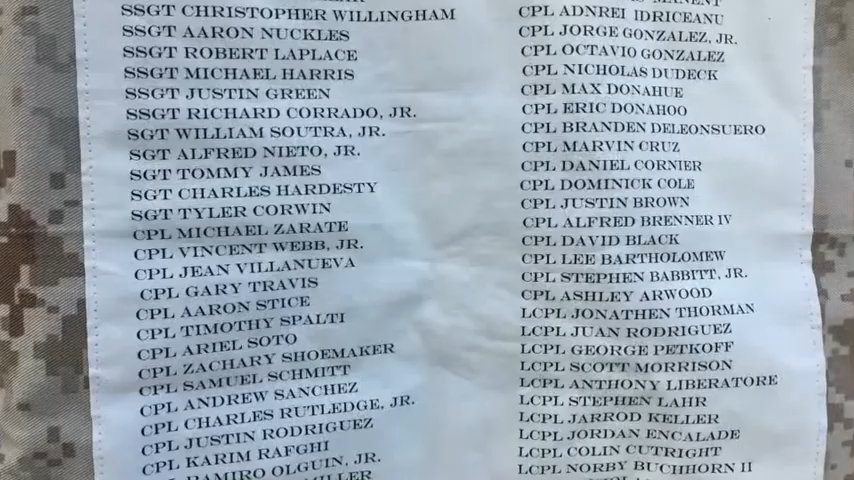 SSGT CHRISTOPHER WILLINGHAM
SSGT AARON NUCKLES
SSGT ROBERT LAPLACE
SSGT MICHAEL HARRIS
SSGT JUSTIN GREEN
SSGT RICHARD CORRADO, JR.
SGT WILLIAM SOUTRA, JR.
SGT ALFRED NIETO, JR.
SGT TOMMY JAMES
SGT CHARLES HARDESTY
SGT TYLER CORWIN
CPL MICHAEL ZARATE
CPL VINCENT WEBB, JR.
CPL JEAN VILLANUEVA
CPL GARY TRAVIS
CPL AARON STICE
CPL TIMOTHY SPALTI
CPL ARIEL SOTO
CPL ZACHARY SHOEMAKER
CPL SAMUEL SCHMITT
CPL ANDREW SANCHEZ
CPL CHARLES RUTLEDGE, JR.
CPL JUSTIN RODRIGUEZ
CPL KARIM RAFGHI
RAMIRO OLGUIN, JR.
MILLER
CPL ADNREI IDRICEANU
CPL JORGE GONZALEZ, JR.
CPL OCTAVIO GONZALEZ
CPL NICHOLAS DUDECK
CPL MAX DONAHUE
CPL ERIC DONAHOO
CPL BRANDEN DELEONSUERO
CPL MARVIN CRUZ
CPL DANIEL CORNIER
CPL DOMINICK COLE
CPL JUSTIN BROWN
CPL ALFRED BRENNER IV
CPL DAVID BLACK
CPL LEE BARTHOLOMEW
CPL STEPHEN BABBITT, JR.
CPL ASHLEY ARWOOD
LCPL JONATHEN THORMAN
LCPL JUAN RODRIGUEZ
LCPL GEORGE PETKOFF
LCPL SCOTT MORRISON
LCPL ANTHONY LIBERATORE
LCPL STEPHEN LAHR
LCPL JARROD KELLER
LCPL JORDAN ENCALADE
LCPL COLIN CUTRIGHT
LCPL NORBY BUCHHORN II